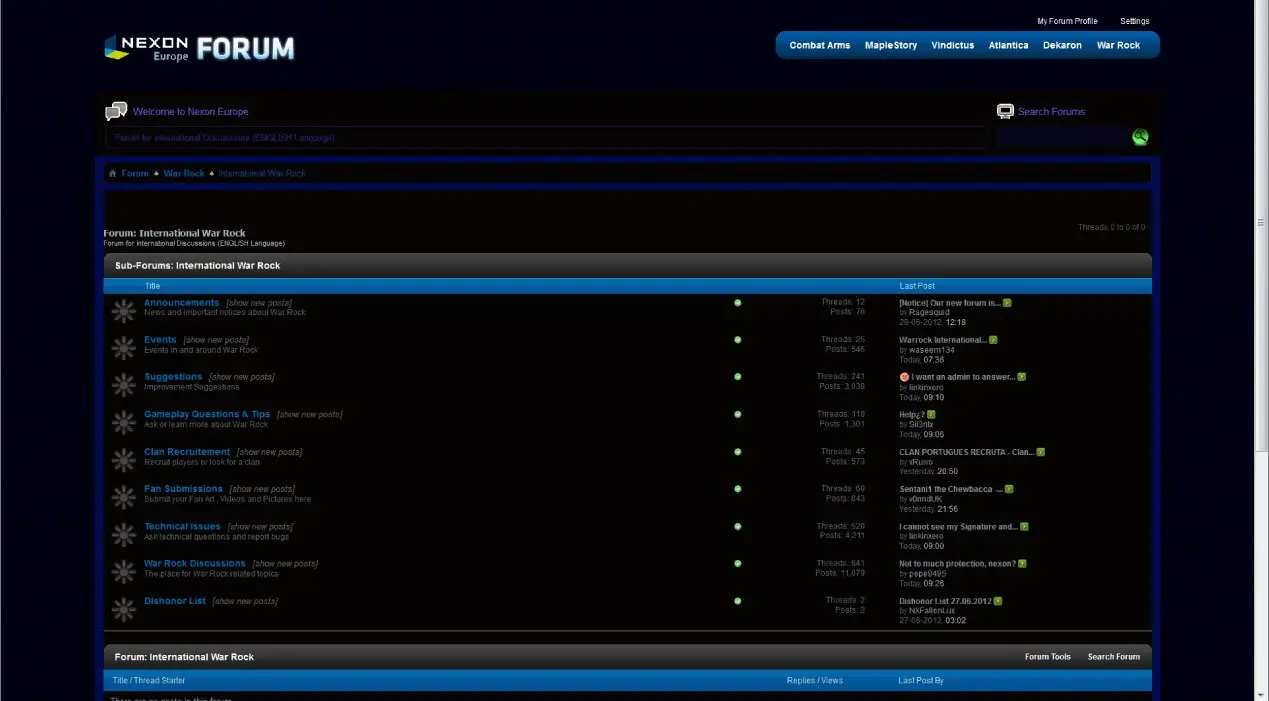 My Forum Profile Settings
NEXON Europe FORUM
Combat Arms MapleStory Vindictus Atlantica Dekaron War Rock
Welcome to Nexon Europe
Search Forums
Forum for international Discussions (ENGLISH Language)
Forum War Rock International War Rock
Threads 0 to 0 of 0
Forum: International War Rock
Forum for international Discussions (ENGLISH Language)
Sub-Forums: International War Rock
Title Last Post
Announcements [show new posts]
News and important notices about War Rock
Threads: 12
Posts: 76
[Notice] Our new forum is...
by Ragesquid
28-06-2012, 12:18
Events [show new posts]
Events in and around War Rock
Threads: 25
Posts: 546
Warrock International...
by waseem134
Today, 07:36
Suggestions [show new posts]
Improvement Suggestions
Threads: 241
Posts: 3,038
I want an admin to answer...
by linkinxero
Today, 09:10
Gameplay Questions & Tips [show new posts]
Ask or learn more about War Rock
Threads: 110
Posts: 1,301
Help¿?
by
Today, 09:06
Clan Recruitement [show new posts]
Recruit players or look for a clan
Threads: 45
Posts: 573
CLAN PORTUGUES RECRUTA - Clan...
by xRuivo
Yesterday, 20:50
Fan Submissions [show new posts]
Submit your Fan Art , Videos and Pictures here
Threads: 60
Posts: 843
the Chewbacca -...
by v0nndUK
Yesterday, 21:56
Technical Issues [show new posts]
Ask technical questions and report bugs
Threads: 520
Posts: 4,211
I cannot see my Signature and...
by linkinxero
Today, 09:00
War Rock Discussions [show new posts]
The place for War Rock related topics
Threads: 541
Posts: 11,079
Not to much protection, nexon?
by pepe9495
Today, 09:26
Dishonor List [show new posts]
Threads: 2
Posts: 2
Dishonor List 27.06.2012
by NXFallenLux
27-06-2012, 03:02
Forum: International War Rock
Forum Tools Search Forum
Title / Thread Starter Replies / Views Last Post By
There are no posts in this forum.